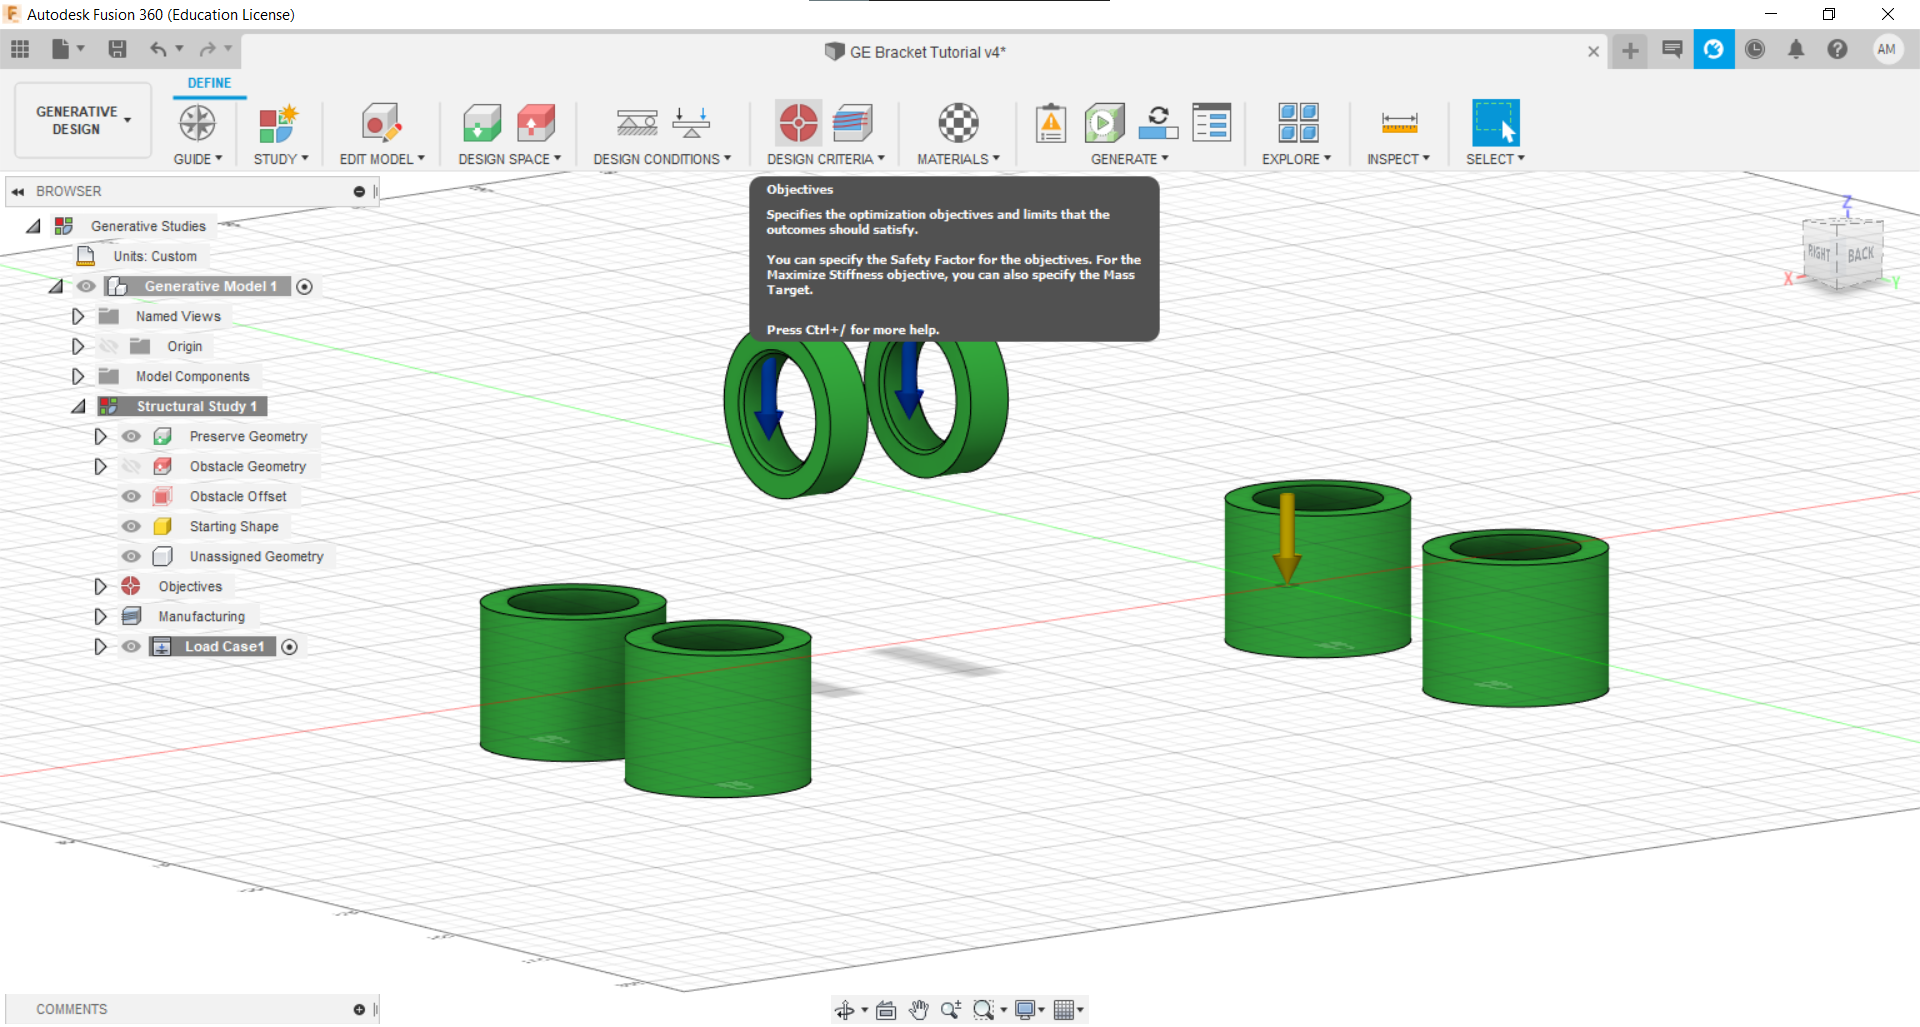 Autodesk Fusion 360 (Education License)
GE Bracket Tutorial v4*
AM
DEFINE
GENERATIVE
DESIGN
GUIDE
STUDY
EDIT MODEL
DESIGN SPACE
DESIGN CONDITIONS
DESIGN CRITERIA
MATERIALS
GENERATE
EXPLORE
INSPECT
SELECT
BROWSER
Generative Studies
Units: Custom
Generative Model 1
Named Views
Origin
Model Components
Structural Study 1
Preserve Geometry
Obstacle Geometry
Obstacle Offset
Starting Shape
Unassigned Geometry
Objectives
Manufacturing
Load Case1
Objectives
Specifies the optimization objectives and limits that the
outcomes should satisfy.
You can specify the Safety Factor for the objectives. For the
Maximize Stiffness objective, you can also specify the Mass
Target.
Press Ctrl+/ for more help.
Z
RIGHT
BACK
X
Y
COMMENTS